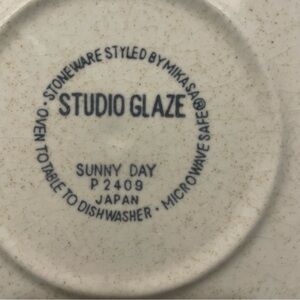 STONEWARE STYLED BY MIKASA®
STUDIO GLAZE
SUNNY DAY
P 2409
JAPAN
• OVEN TO TABLE TO DISHWASHER • MICROWAVE SAFE •